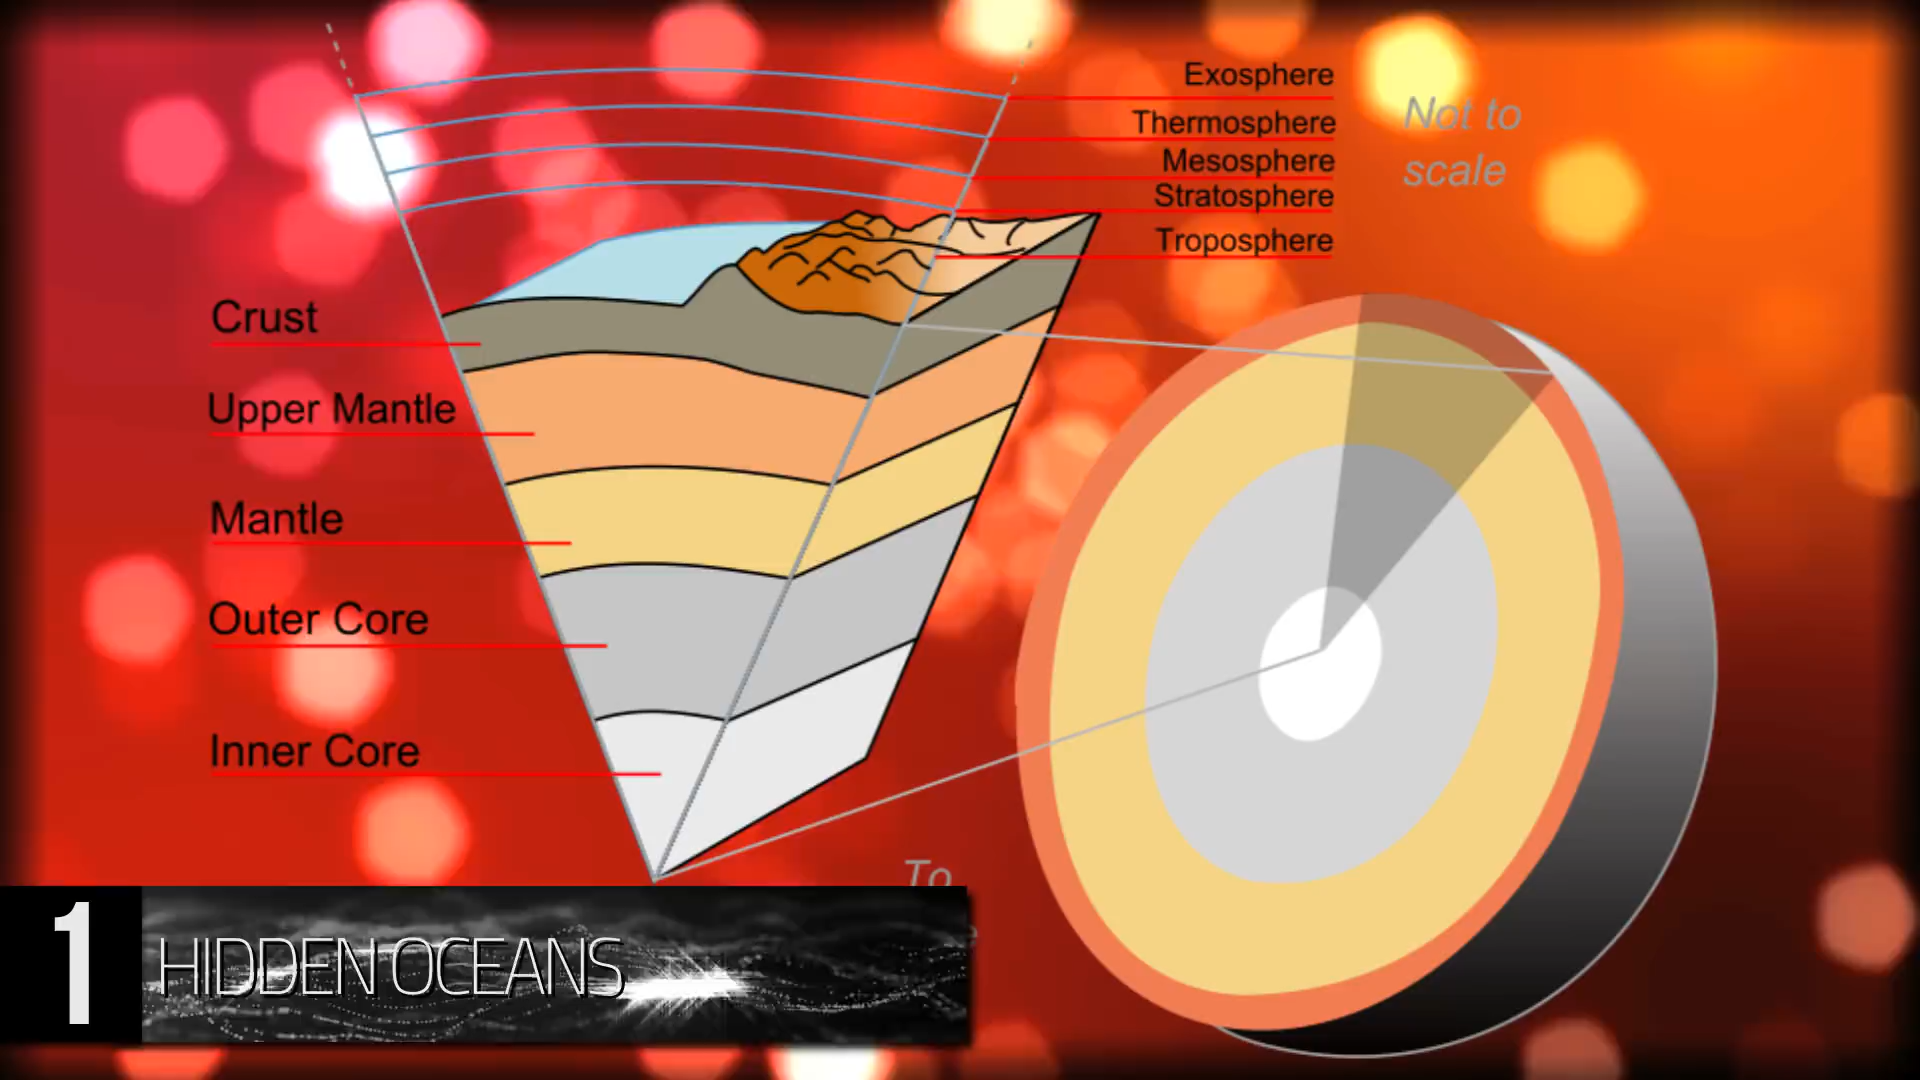 Exosphere
Thermosphere
Mesosphere
Stratosphere
Troposphere
Not to
scale
Crust
Upper Mantle
Mantle
Outer Core
Inner Core
To
1
HIDDEN OCEANS